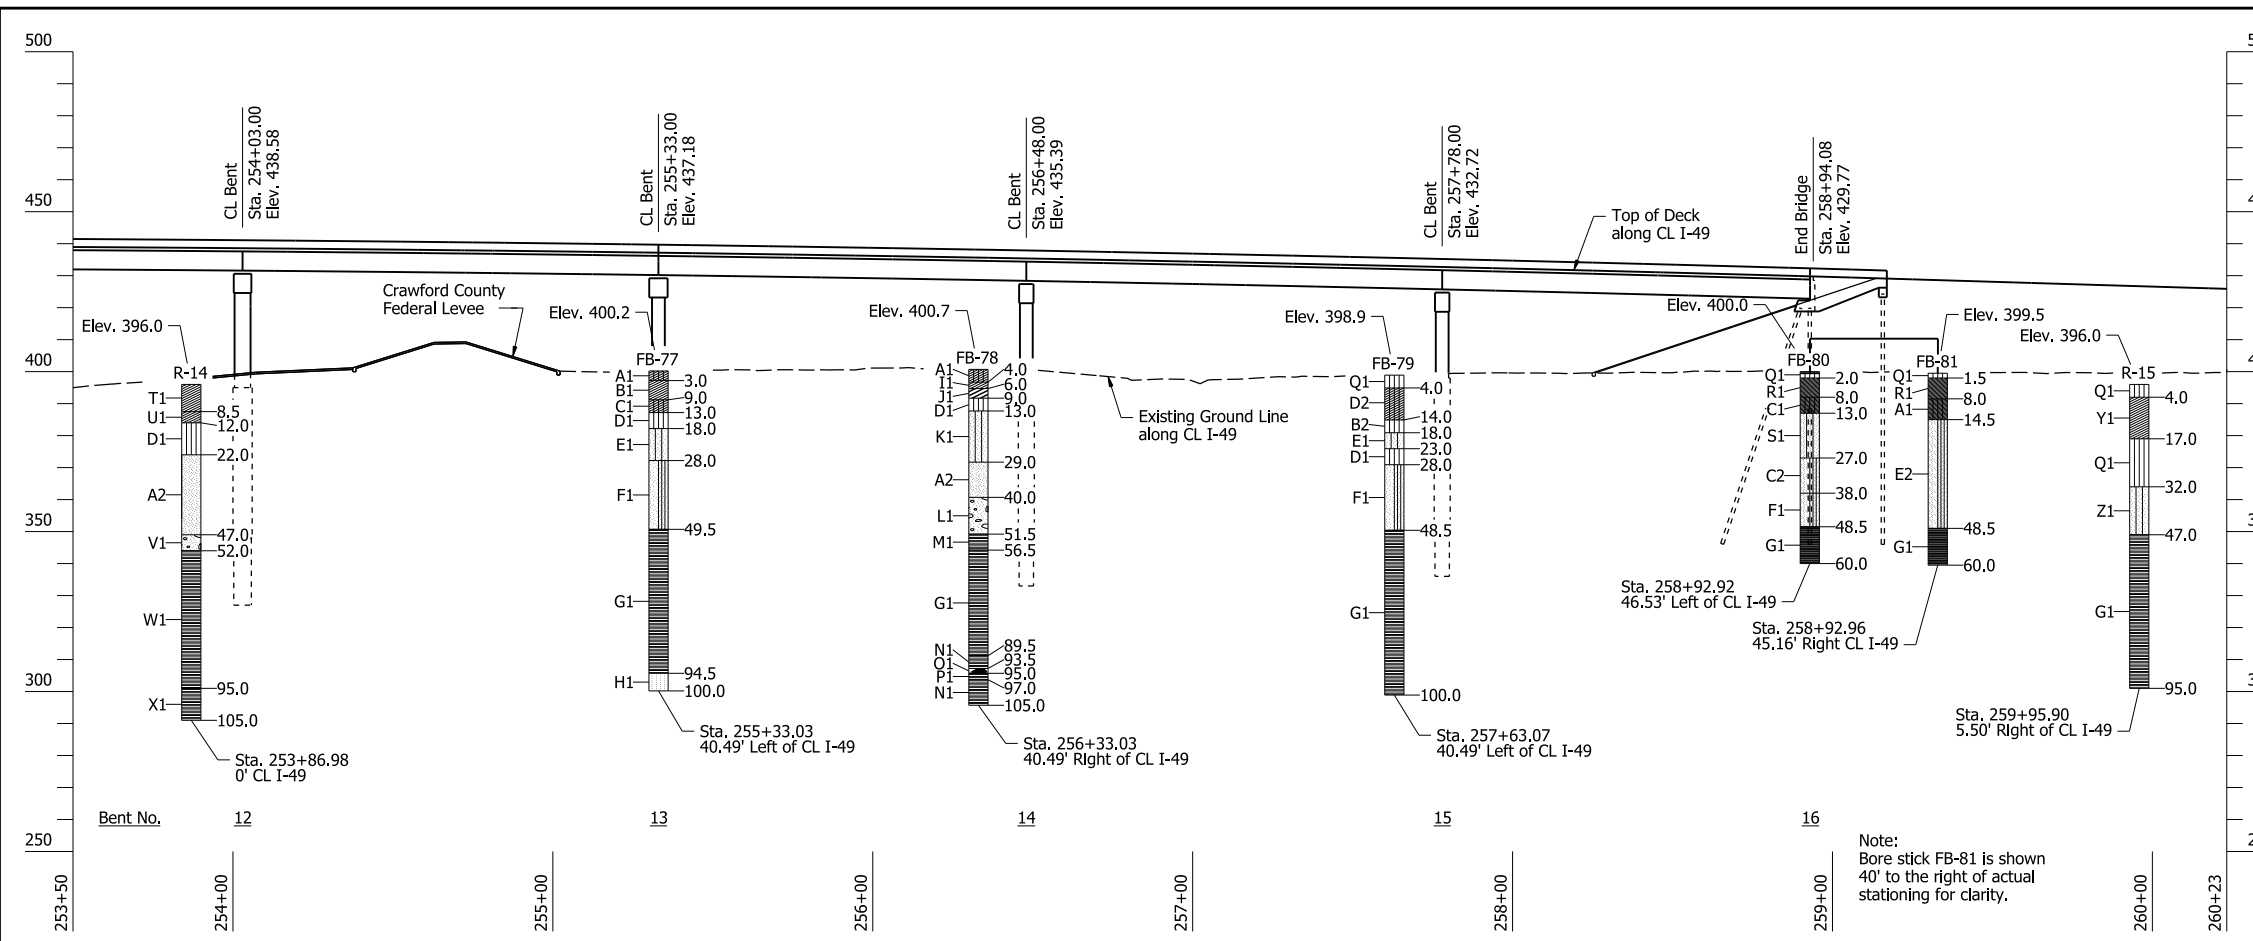 500
450
400
350
300
250
5
4
4
3
3
2
CL Bent
Sta. 254+03.00
Elev. 438.58
CL Bent
Sta. 255+33.00
Elev. 437.18
CL Bent
Sta. 256+48.00
Elev. 435.39
CL Bent
Sta. 257+78.00
Elev. 432.72
End Bridge
Sta. 258+94.08
Elev. 429.77
Top of Deck
along CL I-49
Crawford County
Federal Levee
Existing Ground Line
along CL I-49
Elev. 396.0
R-14
T1
8.5
U1
12.0
D1
22.0
A2
47.0
V1
52.0
W1
95.0
X1
105.0
Sta. 253+86.98
0' CL I-49
Elev. 400.2
FB-77
A1
3.0
B1
9.0
C1
13.0
D1
18.0
E1
28.0
F1
49.5
G1
94.5
H1
100.0
Sta. 255+33.03
40.49' Left of CL I-49
Elev. 400.7
FB-78
A1
4.0
I1
6.0
J1
9.0
D1
13.0
K1
29.0
A2
40.0
L1
51.5
M1
56.5
G1
89.5
N1
93.5
O1
95.0
P1
97.0
N1
105.0
Sta. 256+33.03
40.49' Right of CL I-49
Elev. 398.9
FB-79
Q1
4.0
D2
14.0
B2
18.0
E1
23.0
D1
28.0
F1
48.5
G1
100.0
Sta. 257+63.07
40.49' Left of CL I-49
Elev. 400.0
FB-80
Q1
2.0
R1
8.0
C1
13.0
S1
27.0
C2
38.0
F1
48.5
G1
60.0
Sta. 258+92.92
46.53' Left of CL I-49
Elev. 399.5
FB-81
Q1
1.5
R1
8.0
A1
14.5
E2
48.5
G1
60.0
Sta. 258+92.96
45.16' Right CL I-49
Elev. 396.0
R-15
Q1
4.0
Y1
17.0
Q1
32.0
Z1
47.0
G1
95.0
Sta. 259+95.90
5.50' Right of CL I-49
Bent No.
12
13
14
15
16
Note:
Bore stick FB-81 is shown
40' to the right of actual
stationing for clarity.
253+50
254+00
255+00
256+00
257+00
258+00
259+00
260+00
260+23